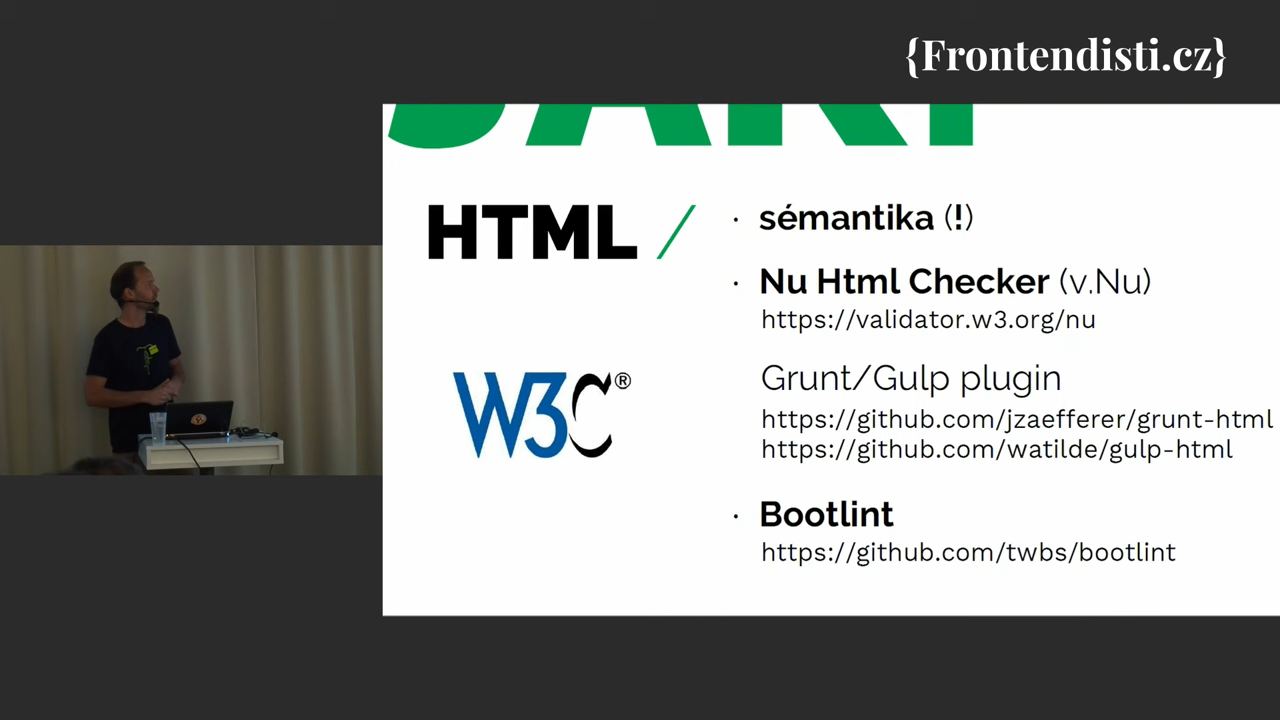 {Frontendisti.cz}
HTML /
· sémantika (!)
· Nu Html Checker (v.Nu)
https://validator.w3.org/nu
W3C®
Grunt/Gulp plugin
https://github.com/jzaefferer/grunt-html
https://github.com/watilde/gulp-html
· Bootlint
https://github.com/twbs/bootlint